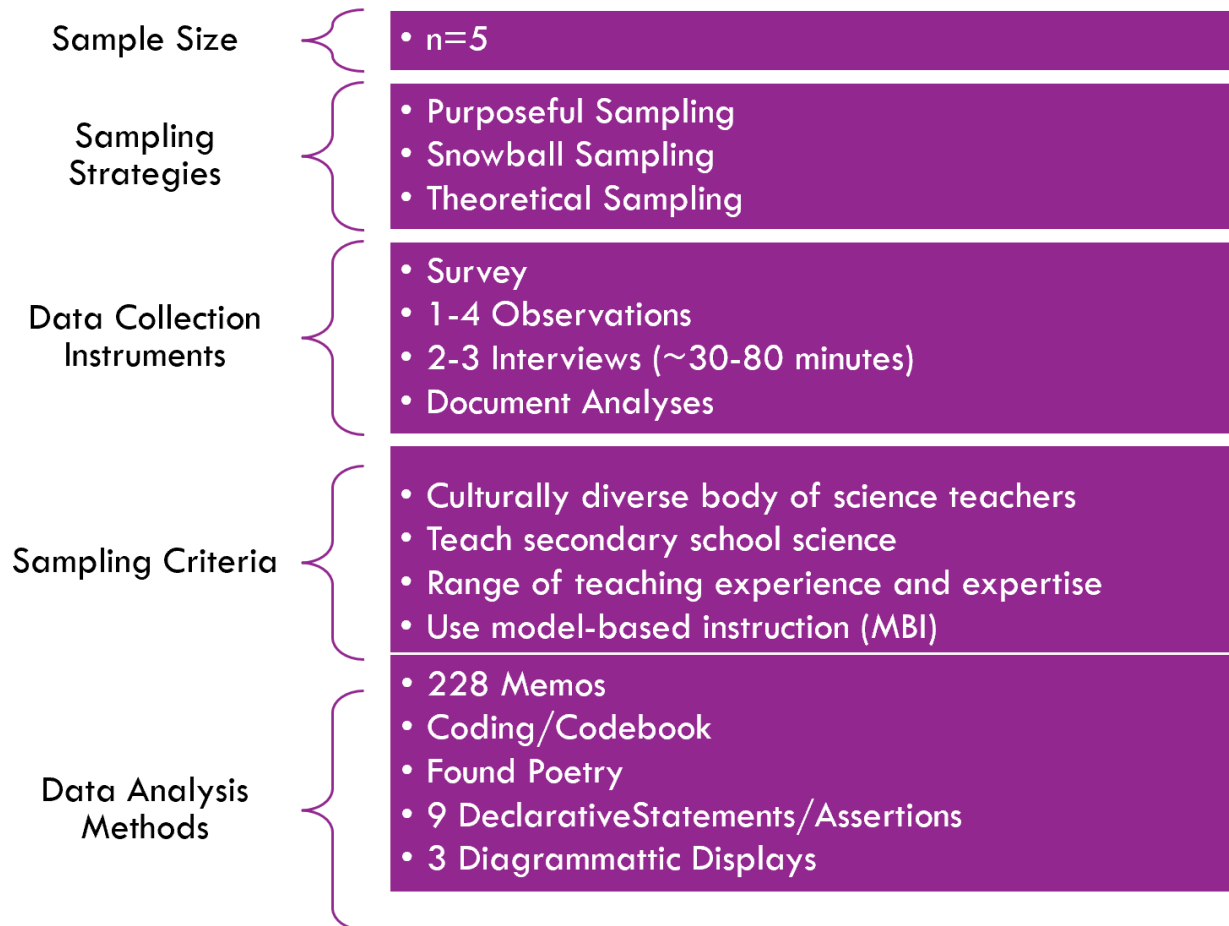 Sample Size
• n=5
Sampling
Strategies
• Purposeful Sampling
• Snowball Sampling
• Theoretical Sampling
Data Collection
Instruments
• Survey
• 1-4 Observations
• 2-3 Interviews (~30-80 minutes)
• Document Analyses
Sampling Criteria
• Culturally diverse body of science teachers
• Teach secondary school science
• Range of teaching experience and expertise
• Use model-based instruction (MBI)
Data Analysis
Methods
• 228 Memos
• Coding/Codebook
• Found Poetry
• 9 DeclarativeStatements/Assertions
• 3 Diagrammattic Displays